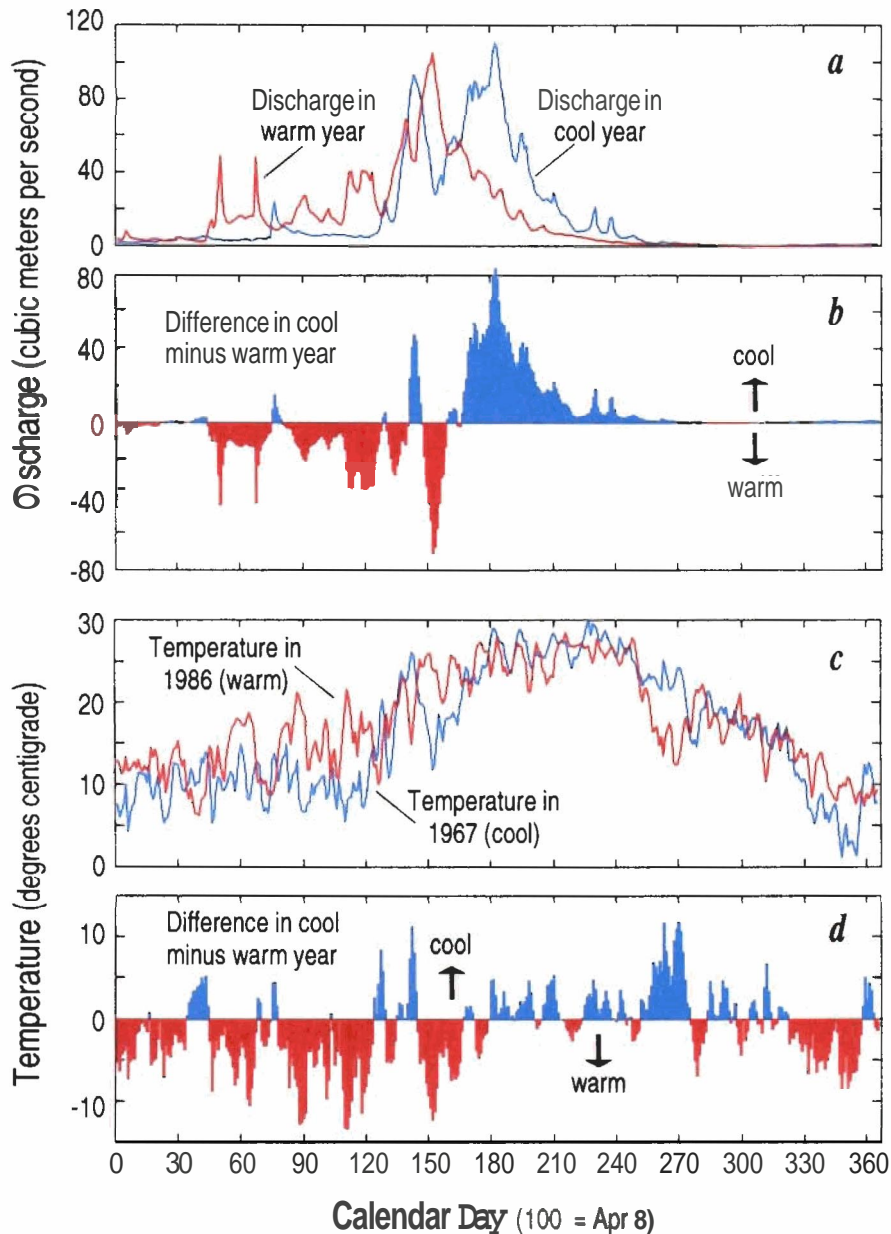 120
80
40
0
a
Discharge in
warm year
Discharge in
cool year
80
40
0
-40
-80
b
Difference in cool
minus warm year
cool
warm
Ố)scharge (cubic meters per second)
30
20
10
0
c
Temperature in
1986 (warm)
Temperature in
1967 (cool)
10
0
-10
d
Difference in cool
minus warm year
cool
warm
Temperature (degrees centigrade)
0 30 60 90 120 150 180 210 240 270 300 330 360
Calendar Day (100 = Apr 8)